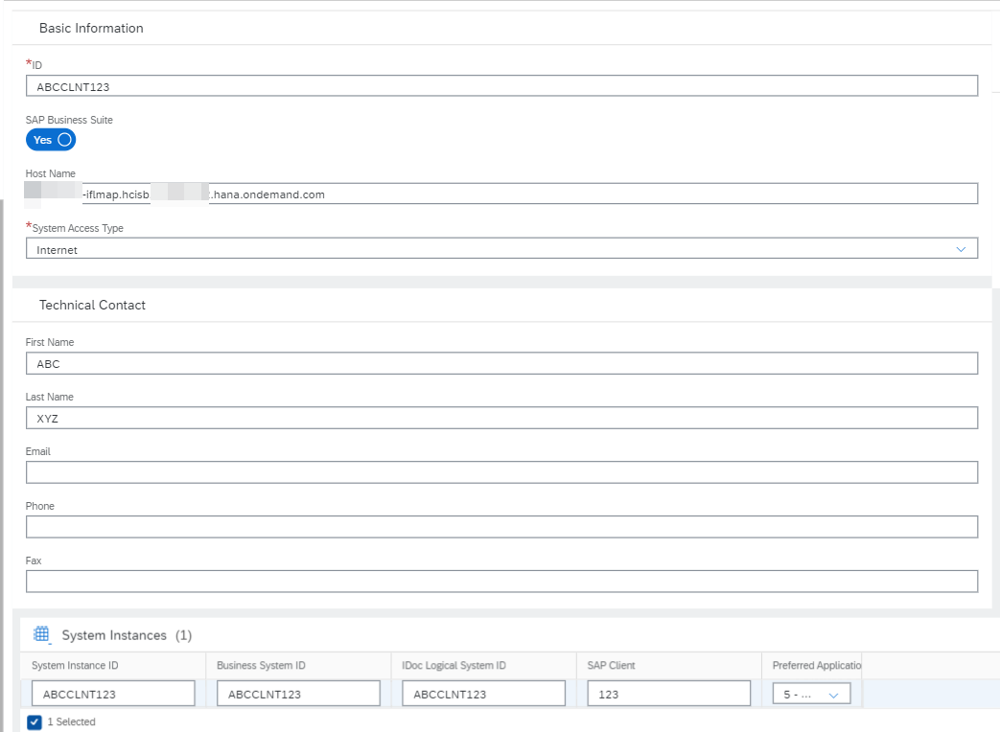 Basic Information
*ID
ABCCLNT123
SAP Business Suite
Yes
Host Name
-iflmap.hcisb. .hana.ondemand.com
*System Access Type
Internet
Technical Contact
First Name
ABC
Last Name
XYZ
Email
Phone
Fax
System Instances (1)
System Instance ID Business System ID IDoc Logical System ID SAP Client Preferred Applicatio
ABCCLNT123 ABCCLNT123 ABCCLNT123 123 5 - ...
1 Selected